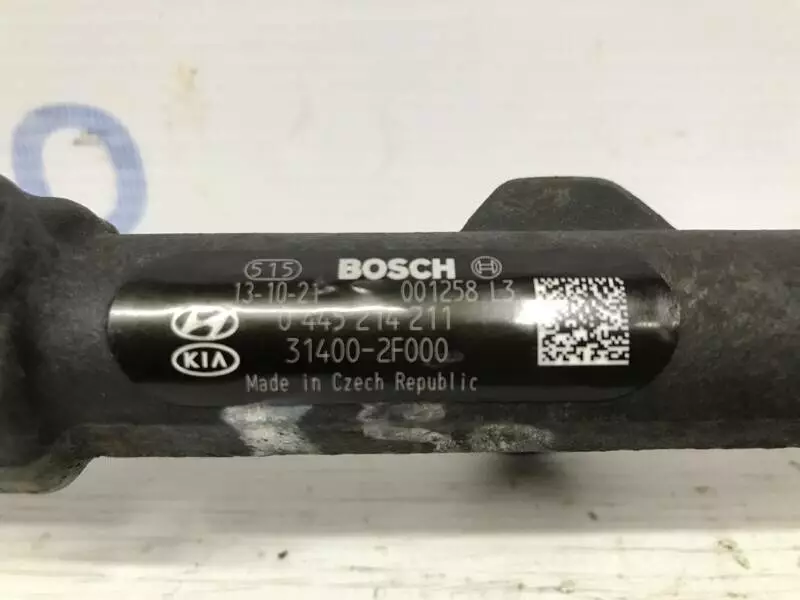 515 BOSCH
13-10-21 001258 L3
0 445 214 211
31400-2F000
KIA
Made in Czech Republic